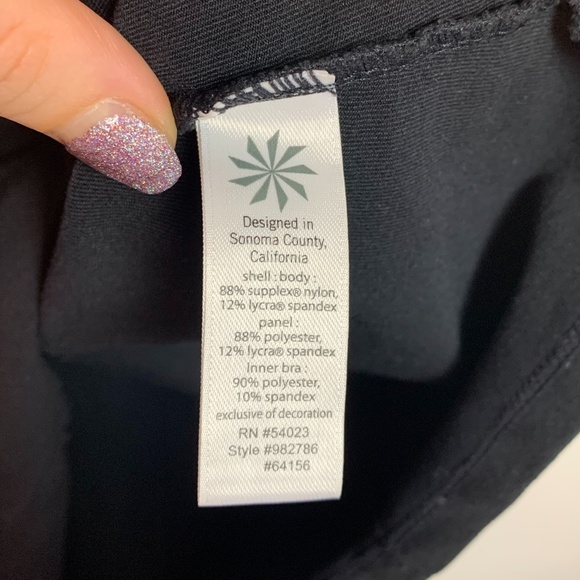 Designed in
Sonoma County,
California
shell : body :
88% supplex® nylon,
12% lycra® spandex
panel :
88% polyester,
12% lycra® spandex
Inner bra :
90% polyester,
10% spandex
exclusive of decoration
RN #54023
Style #982786
#64156